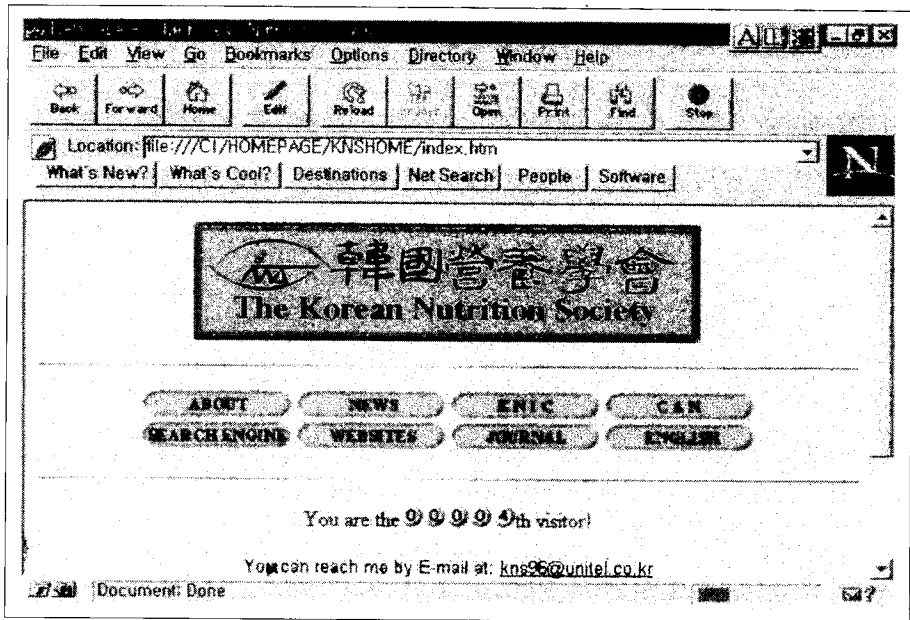 File Edit View Go Bookmarks Options Directory Window Help
Back Forward Home Edit Reload Open Print Find Stop
Location: file:///C|/HOMEPAGE/KNSHOME/index.htm
What's New? What's Cool? Destinations Net Search People Software
韓國營養學會
The Korean Nutrition Society
ABOUT NEWS KNIC CAN
SEARCH ENGINE WEBSITES JOURNAL ENGLISH
You are the 99994th visitor!
You can reach me by E-mail at: kns96@unitel.co.kr
Document: Done